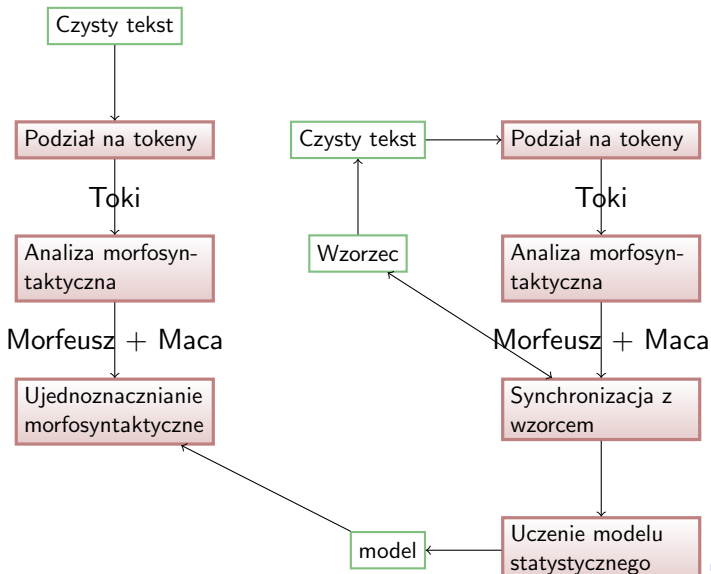 Czysty tekst
Podział na tokeny
Toki
Analiza morfosyn-
taktyczna
Morfeusz + Maca
Ujednoznacznianie
morfosyntaktyczne
Czysty tekst
Podział na tokeny
Toki
Wzorzec
Analiza morfosyn-
taktyczna
Morfeusz + Maca
Synchronizacja z
wzorcem
Uczenie modelu
statystycznego
model